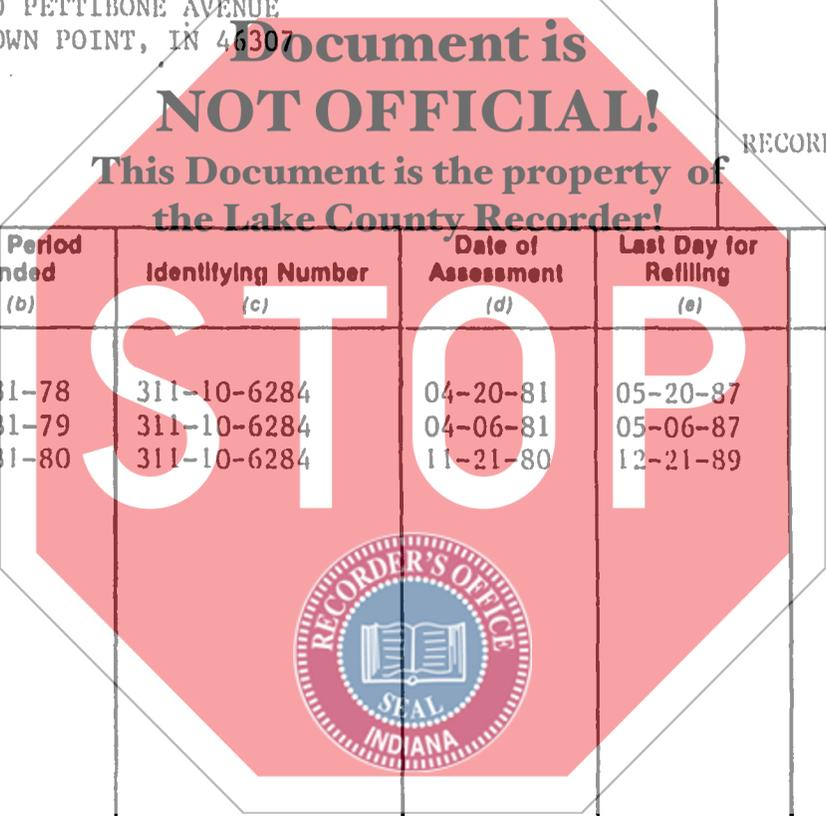 PETTIBONE AVENUE
OWN POINT, IN 46307
Document is
NOT OFFICIAL!
This Document is the property of
the Lake County Recorder!
RECOR
Period
nded
(b)
Identifying Number
(c)
Date of
Assessment
(d)
Last Day for
Refiling
(e)
STOP
31-78 311-10-6284 04-20-81 05-20-87
31-79 311-10-6284 04-06-81 05-06-87
31-80 311-10-6284 11-21-80 12-21-89
RECORDER'S OFFICE
SEAL
INDIANA